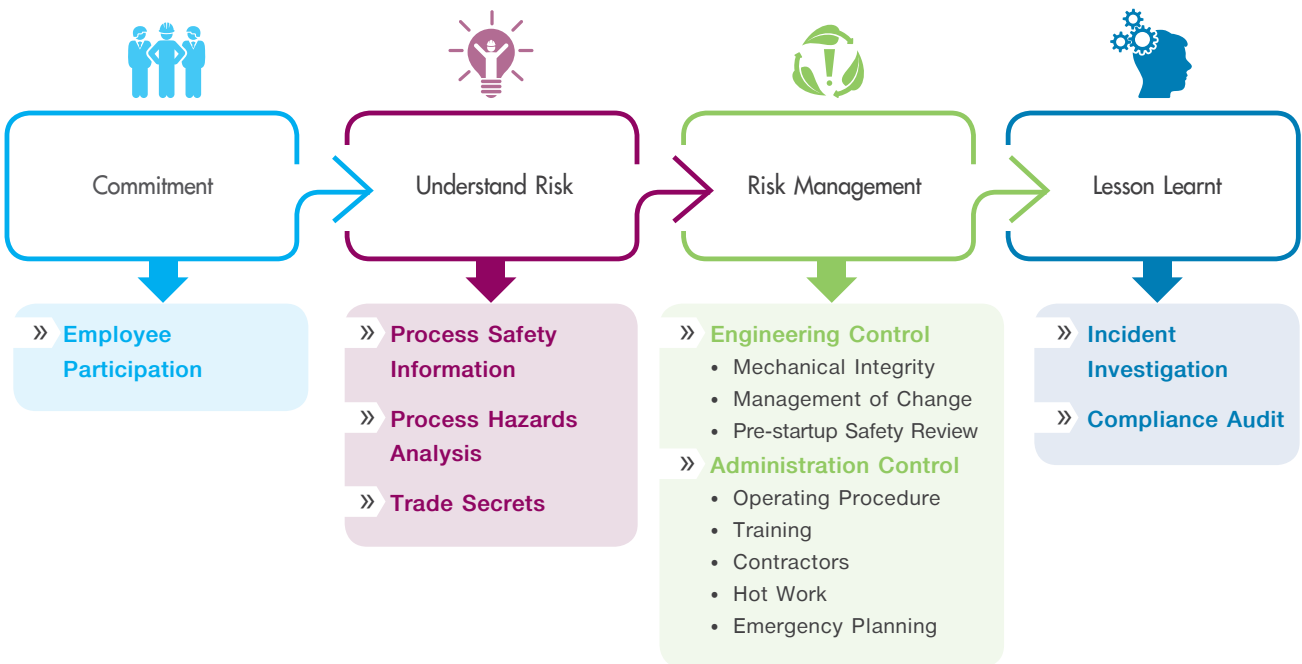 Commitment
Understand Risk
Risk Management
Lesson Learnt
» Employee
Participation
» Process Safety
Information
» Process Hazards
Analysis
» Trade Secrets
» Engineering Control
• Mechanical Integrity
• Management of Change
• Pre-startup Safety Review
» Administration Control
• Operating Procedure
• Training
• Contractors
• Hot Work
• Emergency Planning
» Incident
Investigation
» Compliance Audit